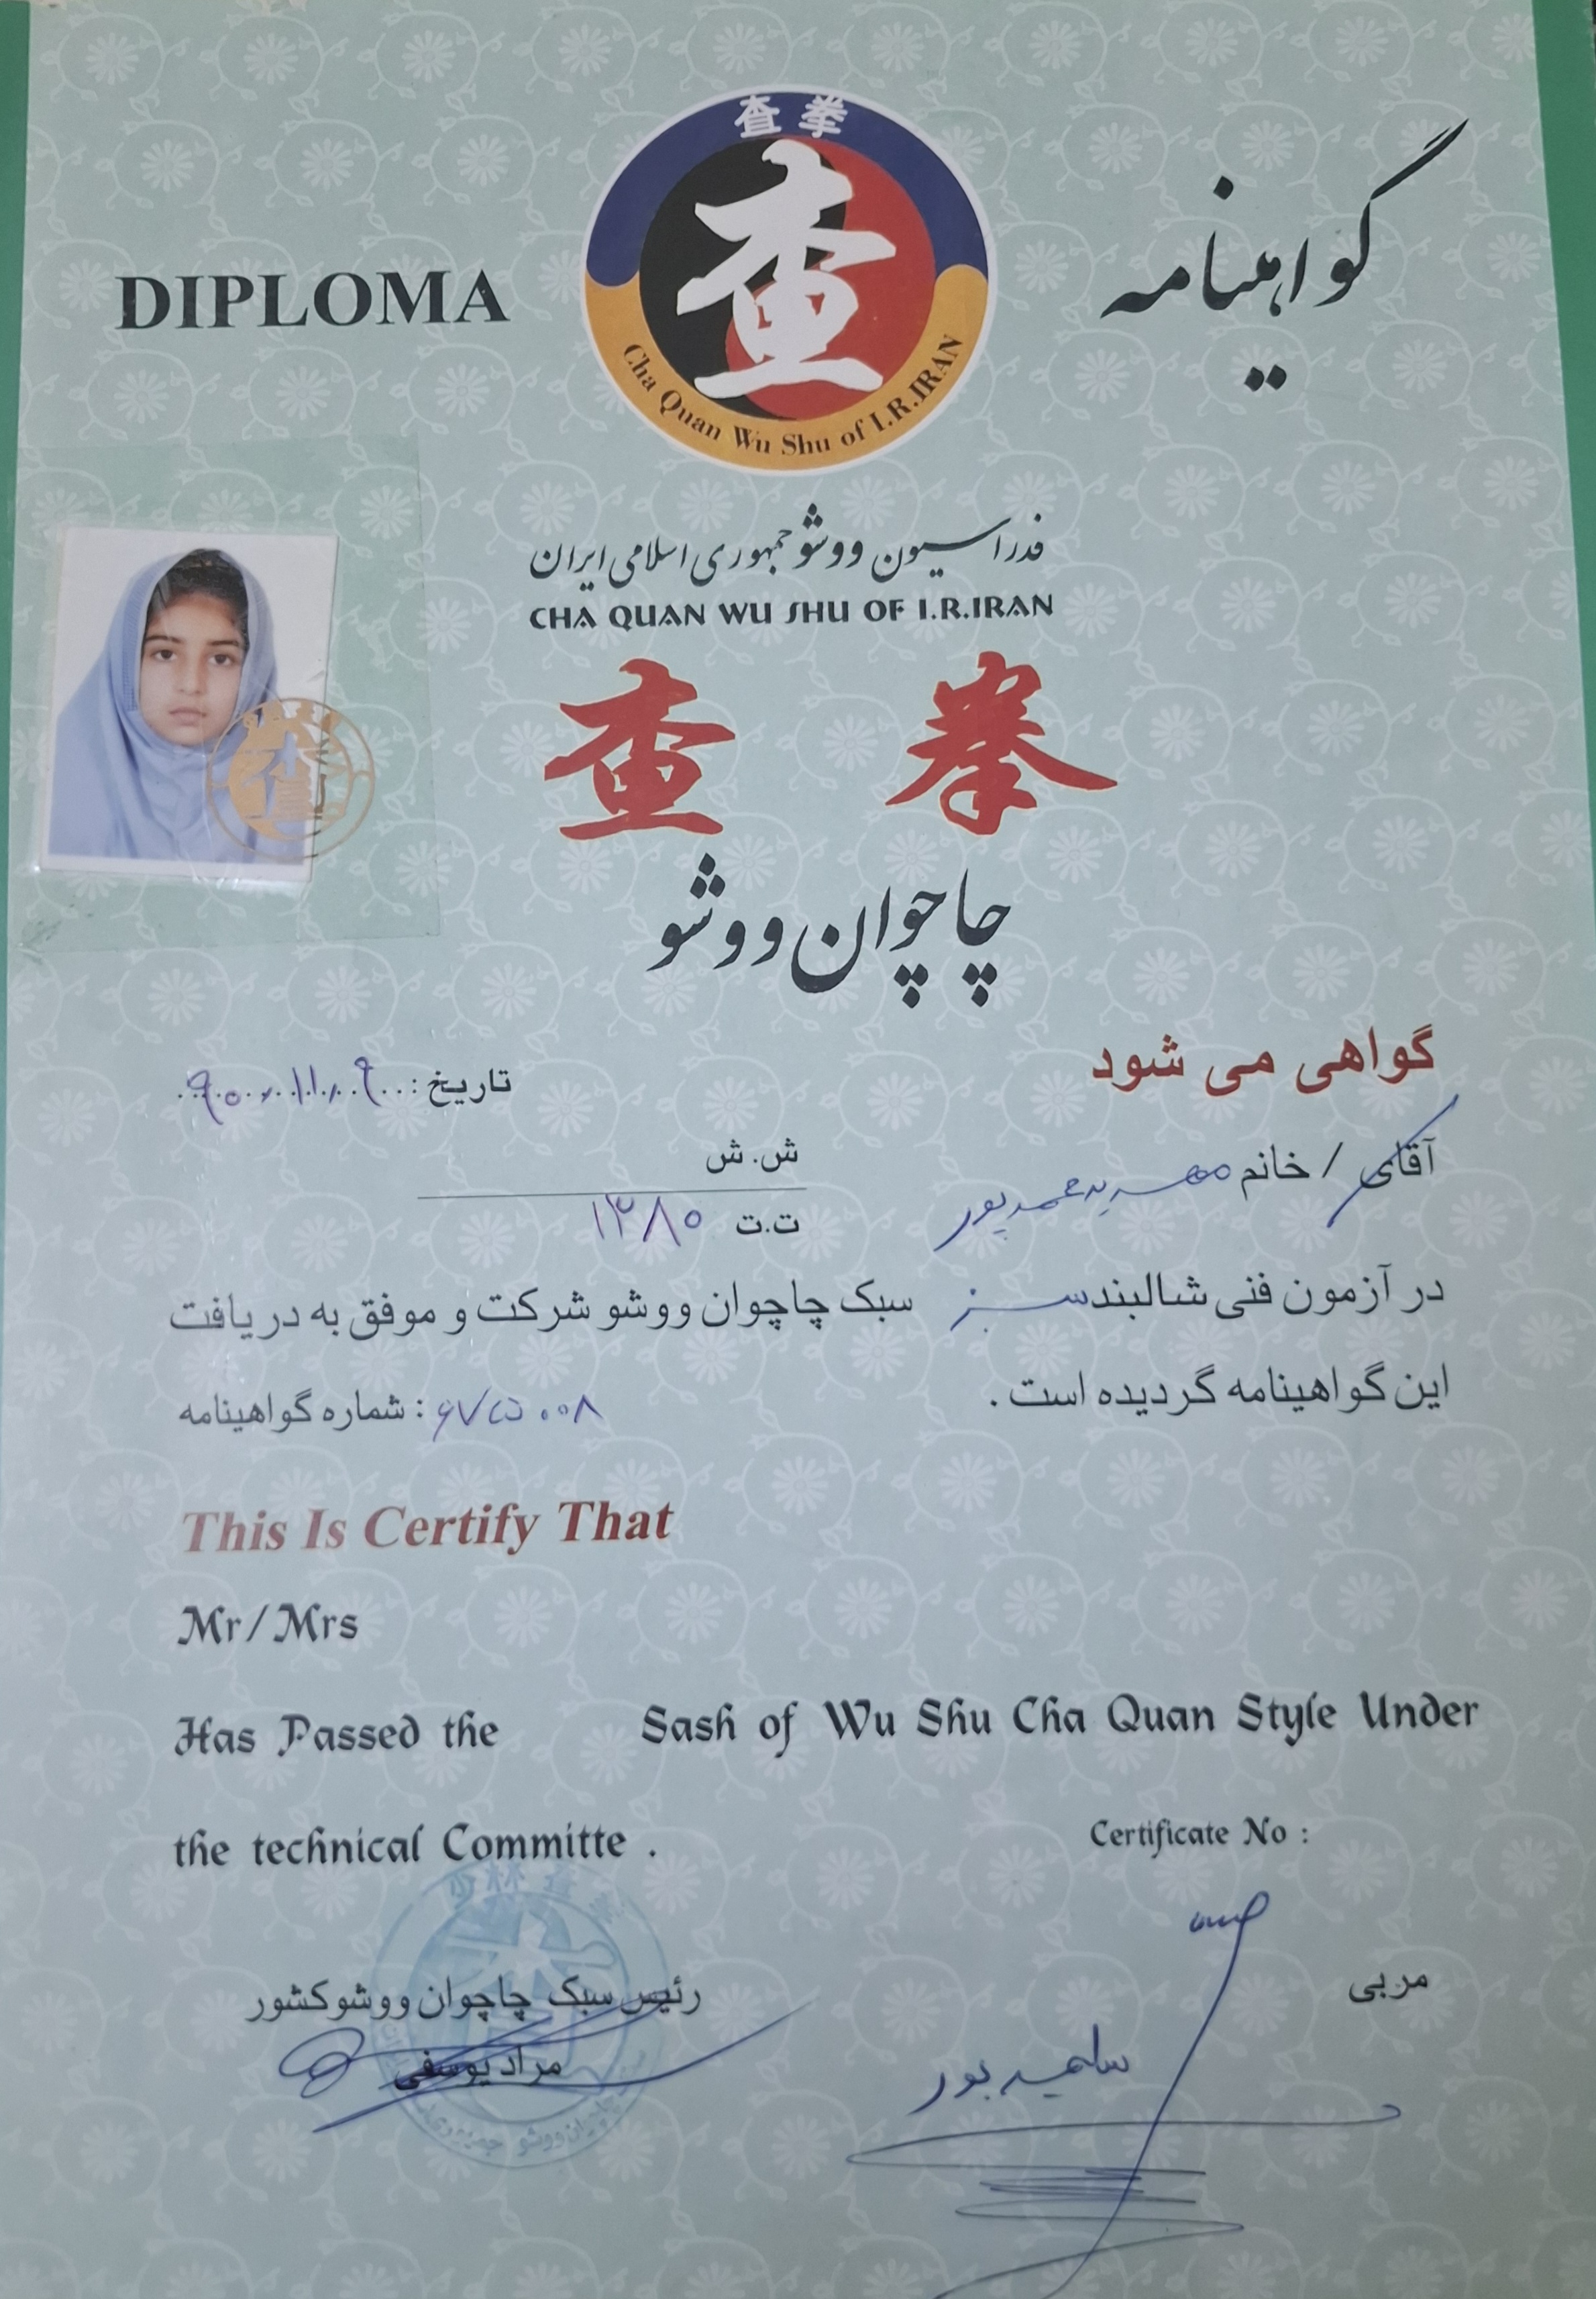 查 拳
查
Cha Quan Wu Shu of I.R.IRAN
DIPLOMA
گواهینامه
فدراسیون ووشو جمهوری اسلامی ایران
CHA QUAN WU SHU OF I.R.IRAN
查 拳
چاچوان ووشو
گواهی می شود
تاریخ : ۹۰/۱۱/۹
آقای / خانم محمدپور
ش. ش
ت.ت ۱۳۸۰
در آزمون فنی شالبند سبز سبک چاچوان ووشو شرکت و موفق به دریافت
این گواهینامه گردیده است .
شماره گواهینامه :
This Is Certify That
Mr/Mrs
Has Passed the Sash of Wu Shu Cha Quan Style Under
the technical Committe .
Certificate No :
مربی
رئیس سبک چاچوان ووشو کشور
مراد یوسفی